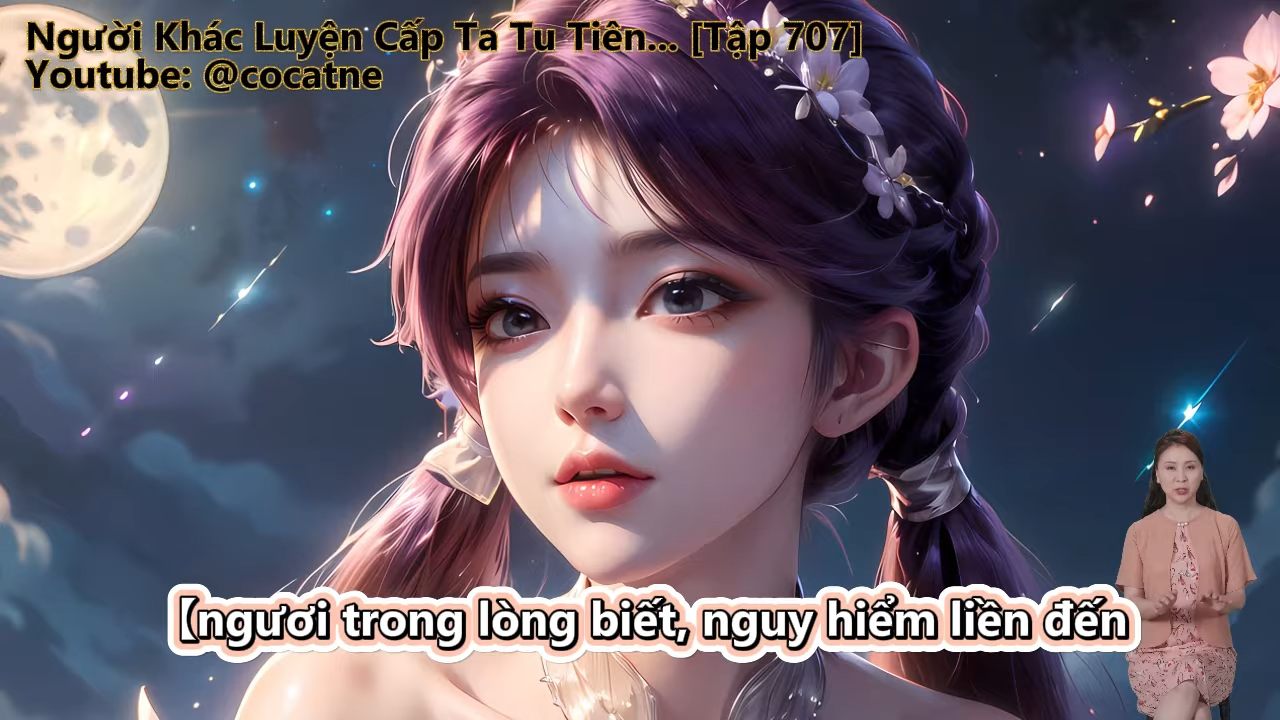 Người Khác Luyện Cấp Ta Tu Tiên... [Tập 707]
Youtube: @cocatne
【ngươi trong lòng biết, nguy hiểm liền đến